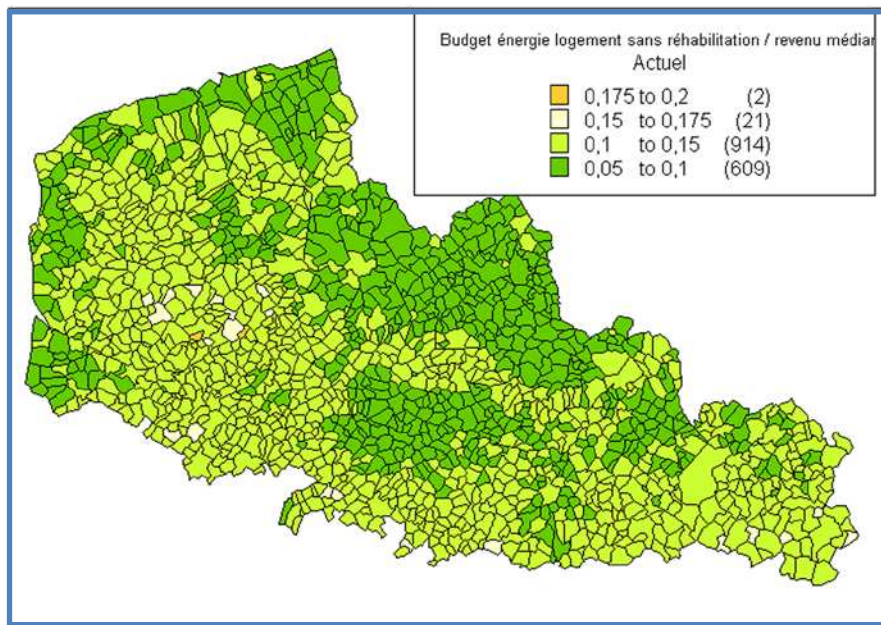 Budget énergie logement sans réhabilitation / revenu médian
Actuel
0,175 to 0,2 (2)
0,15 to 0,175 (21)
0,1 to 0,15 (914)
0,05 to 0,1 (609)